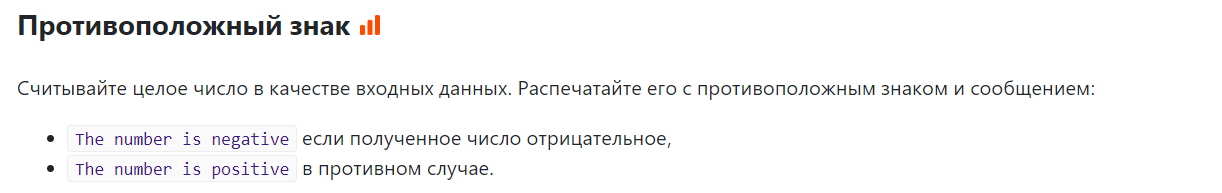 Противоположный знак
Считывайте целое число в качестве входных данных. Распечатайте его с противоположным знаком и сообщением:
• The number is negative если полученное число отрицательное,
• The number is positive в противном случае.